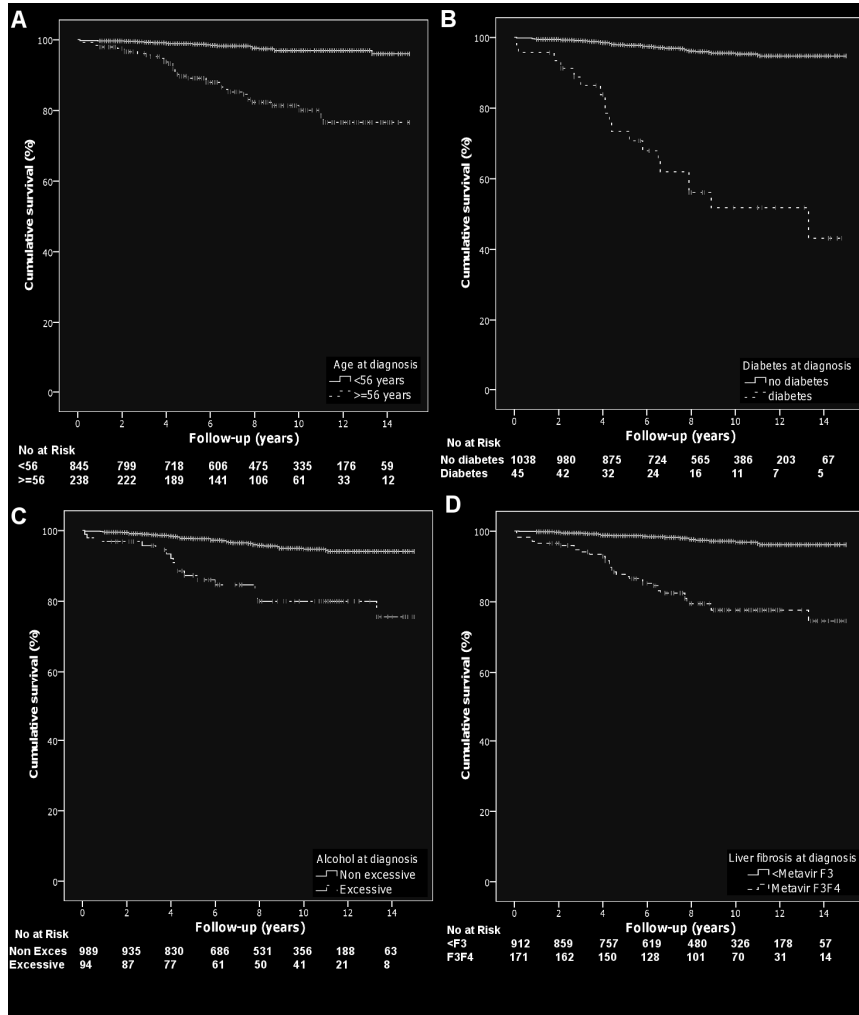 A
Cumulative survival (%)
100
80
60
40
20
0
Age at diagnosis
<56 years
>=56 years
0 2 4 6 8 10 12 14
Follow-up (years)
No at Risk
<56 845 799 718 606 475 335 176 59
>=56 238 222 189 141 106 61 33 12
B
Cumulative survival (%)
100
80
60
40
20
0
Diabetes at diagnosis
no diabetes
diabetes
0 2 4 6 8 10 12 14
Follow-up (years)
No at Risk
No diabetes 1038 980 875 724 565 386 203 67
Diabetes 45 42 32 24 16 11 7 5
C
Cumulative survival (%)
100
80
60
40
20
0
Alcohol at diagnosis
Non excessive
Excessive
0 2 4 6 8 10 12 14
Follow-up (years)
No at Risk
Non Exces 989 935 830 686 531 356 188 63
Excessive 94 87 77 61 50 41 21 8
D
Cumulative survival (%)
100
80
60
40
20
0
Liver fibrosis at diagnosis
<Metavir F3
Metavir F3F4
0 2 4 6 8 10 12 14
Follow-up (years)
No at Risk
<F3 912 859 757 619 480 326 178 57
F3F4 171 162 150 128 101 70 31 14